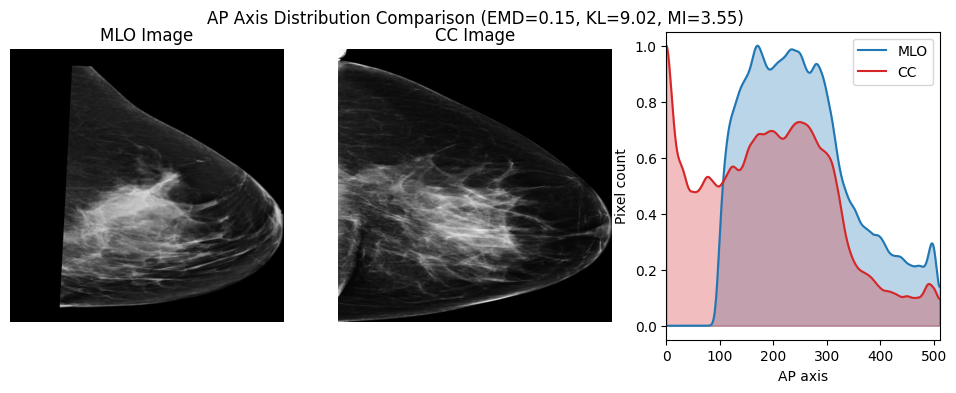 AP Axis Distribution Comparison (EMD=0.15, KL=9.02, MI=3.55)
MLO Image
CC Image
MLO
CC
Pixel count
1.0
0.8
0.6
0.4
0.2
0.0
0 100 200 300 400 500
AP axis